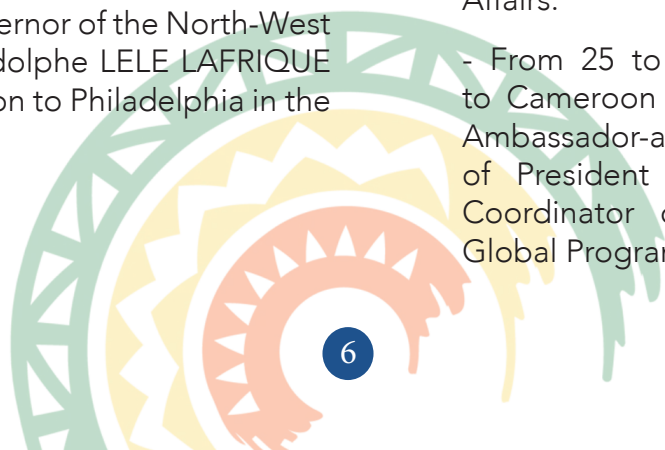 ernor of the North-West
dolphe LELE LAFRIQUE
on to Philadelphia in the
Affairs.
- From 25 to
to Cameroon
Ambassador-a
of President
Coordinator
Global Progra
6